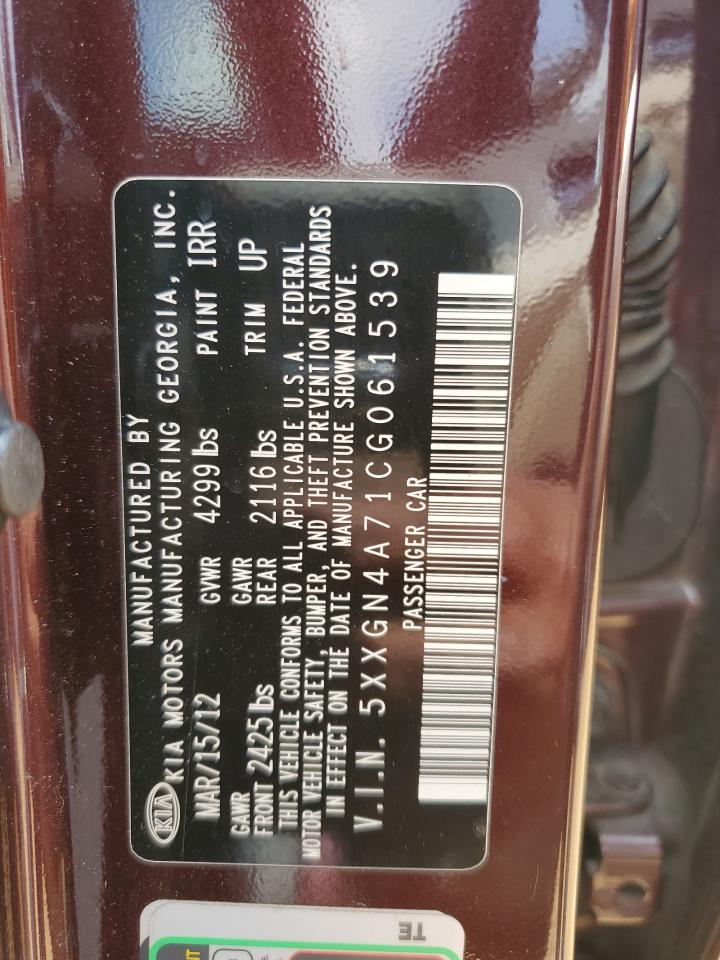 MANUFACTURED BY
KIA KIA MOTORS MANUFACTURING GEORGIA, INC.
MAR/15/12 GVWR 4299 lbs PAINT IRR
GAWR FRONT 2425 lbs GAWR REAR 2116 lbs TRIM UP
THIS VEHICLE CONFORMS TO ALL APPLICABLE U.S.A. FEDERAL
MOTOR VEHICLE SAFETY, BUMPER, AND THEFT PREVENTION STANDARDS
IN EFFECT ON THE DATE OF MANUFACTURE SHOWN ABOVE.
V.I.N. 5XXGN4A71CG061539
PASSENGER CAR
TE